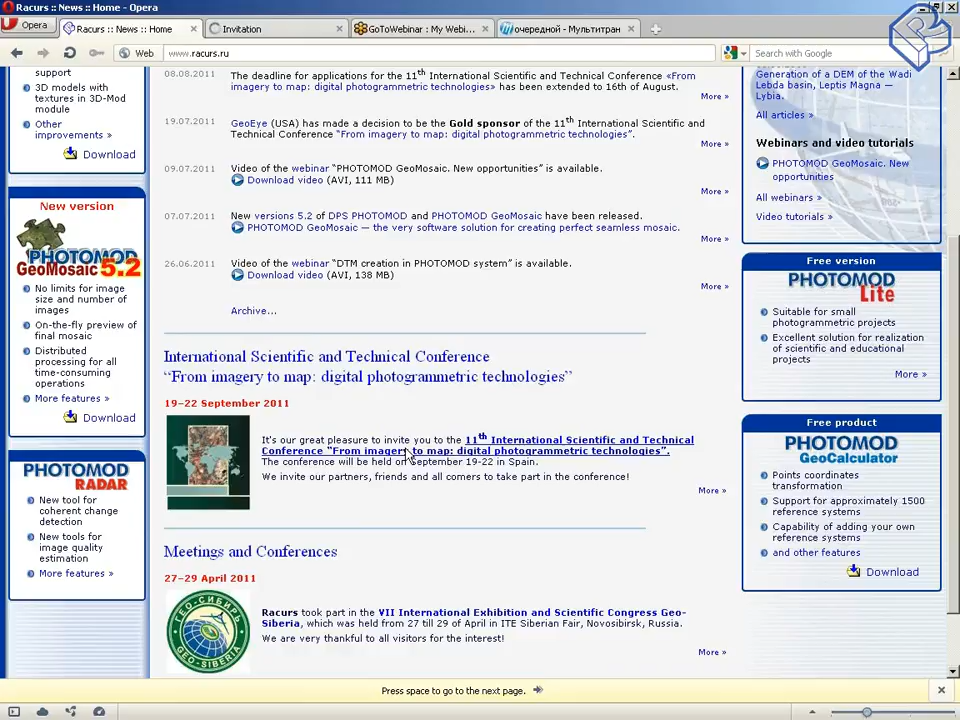 Racurs :: News :: Home - Opera
Opera
Racurs :: News :: Home
Invitation
GoToWebinar : My Webi...
очередной - Мультитран
Web
www.racurs.ru
Search with Google
support
3D models with
textures in 3D-Mod
module
Other
improvements »
Download
New version
PHOTOMOD
GeoMosaic 5.2
No limits for image
size and number of
images
On-the-fly preview of
final mosaic
Distributed
processing for all
time-consuming
operations
More features »
Download
PHOTOMOD
RADAR
New tool for
coherent change
detection
New tools for
image quality
estimation
More features »
08.08.2011
The deadline for applications for the 11th International Scientific and Technical Conference «From
imagery to map: digital photogrammetric technologies» has been extended to 16th of August.
More »
19.07.2011
GeoEye (USA) has made a decision to be the Gold sponsor of the 11th International Scientific and
Technical Conference “From imagery to map: digital photogrammetric technologies”.
More »
09.07.2011
Video of the webinar “PHOTOMOD GeoMosaic. New opportunities” is available.
Download video (AVI, 111 MB)
More »
07.07.2011
New versions 5.2 of DPS PHOTOMOD and PHOTOMOD GeoMosaic have been released.
PHOTOMOD GeoMosaic — the very software solution for creating perfect seamless mosaic.
More »
26.06.2011
Video of the webinar “DTM creation in PHOTOMOD system” is available.
Download video (AVI, 138 MB)
More »
Archive...
International Scientific and Technical Conference
“From imagery to map: digital photogrammetric technologies”
19–22 September 2011
It's our great pleasure to invite you to the 11th International Scientific and Technical
Conference “From imagery to map: digital photogrammetric technologies”.
The conference will be held on September 19-22 in Spain.
We invite our partners, friends and all comers to take part in the conference!
More »
Meetings and Conferences
27–29 April 2011
ГЕО-СИБИРЬ
GEO-SIBERIA
Racurs took part in the VII International Exhibition and Scientific Congress Geo-
Siberia, which was held from 27 till 29 of April in ITE Siberian Fair, Novosibirsk, Russia.
We are very thankful to all visitors for the interest!
More »
Generation of a DEM of the Wadi
Lebda basin, Leptis Magna —
Lybia.
All articles »
Webinars and video tutorials
PHOTOMOD GeoMosaic. New
opportunities
All webinars »
Video tutorials »
Free version
PHOTOMOD
Lite
Suitable for small
photogrammetric projects
Excellent solution for realization
of scientific and educational
projects
More »
Free product
PHOTOMOD
GeoCalculator
Points coordinates
transformation
Support for approximately 1500
reference systems
Capability of adding your own
reference systems
and other features
Download
Press space to go to the next page.